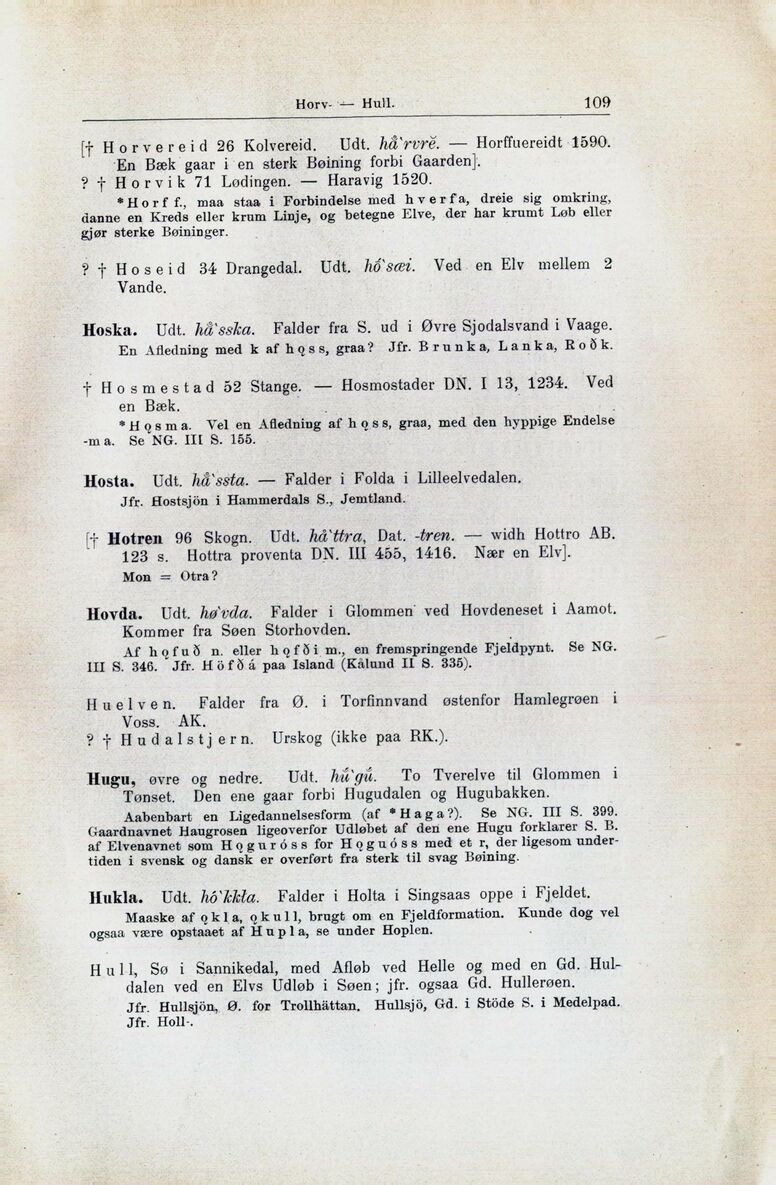 Horv- — Hull. 109
[† Horvereid 26 Kolvereid. Udt. hå`rvrĕ. — Horffuereidt 1590.
En Bæk gaar i en sterk Bøining forbi Gaarden].
? † Horvik 71 Lødingen. — Haravig 1520.
*Horf f., maa staa i Forbindelse med hverfa, dreie sig omkring,
danne en Kreds eller krum Linje, og betegne Elve, der har krumt Løb eller
gjør sterke Bøininger.
? † Hoseid 34 Drangedal. Udt. hó`sœi. Ved en Elv mellem 2
Vande.
Hoska. Udt. hå`sska. Falder fra S. ud i Øvre Sjodalsvand i Vaage.
En Afledning med k af hǫss, graa? Jfr. Brunka, Lanka, Roðk.
† Hosmestad 52 Stange. — Hosmostader DN. I 13, 1234. Ved
en Bæk.
*Hǫsma. Vel en Afledning af hǫss, graa, med den hyppige Endelse
-ma. Se NG. III S. 155.
Hosta. Udt. hå`ssta. — Falder i Folda i Lilleelvedalen.
Jfr. Hostsjön i Hammerdals S., Jemtland.
[† Hotren 96 Skogn. Udt. hå`ttra, Dat. -tren. — widh Hottro AB.
123 s. Hottra proventa DN. III 455, 1416. Nær en Elv].
Mon = Otra?
Hovda. Udt. hø`vda. Falder i Glommen ved Hovdeneset i Aamot.
Kommer fra Søen Storhovden.
Af hǫfuð n. eller hǫfði m., en fremspringende Fjeldpynt. Se NG.
III S. 346. Jfr. Höfðá paa Island (Kålund II S. 335).
Huelven. Falder fra Ø. i Torfinnvand østenfor Hamlegrøen i
Voss. AK.
? † Hudalstjern. Urskog (ikke paa RK.).
Hugu, øvre og nedre. Udt. hú`gú. To Tverelve til Glommen i
Tønset. Den ene gaar forbi Hugudalen og Hugubakken.
Aabenbart en Ligedannelsesform (af *Haga?). Se NG. III S. 399.
Gaardnavnet Haugrosen ligeoverfor Udløbet af den ene Hugu forklarer S. B.
af Elvenavnet som Hǫguróss for Hǫguóss med et r, der ligesom under-
tiden i svensk og dansk er overført fra sterk til svag Bøining.
Hukla. Udt. hó`kkła. Falder i Holta i Singsaas oppe i Fjeldet.
Maaske af ǫkla, ǫkull, brugt om en Fjeldformation. Kunde dog vel
ogsaa være opstaaet af Hupla, se under Hoplen.
Hull, Sø i Sannikedal, med Afløb ved Helle og med en Gd. Hul-
dalen ved en Elvs Udløb i Søen; jfr. ogsaa Gd. Hullerøen.
Jfr. Hullsjön, Ø. for Trollhättan. Hullsjö, Gd. i Stöde S. i Medelpad.
Jfr. Holl-.